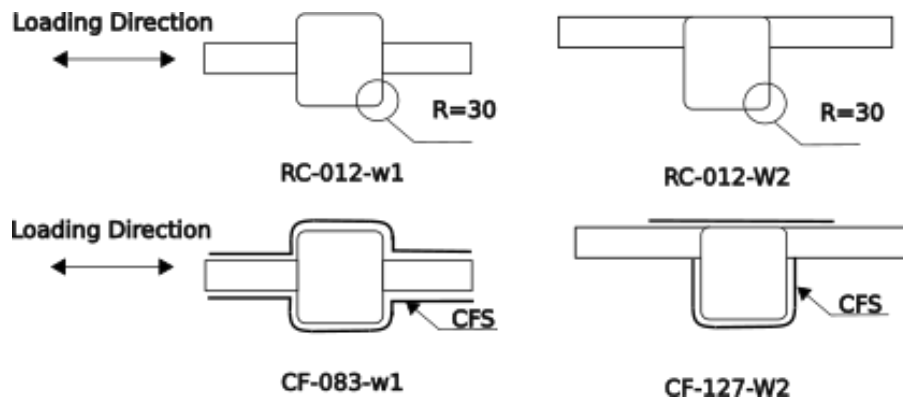 Loading Direction
R=30
R=30
RC-012-w1
RC-012-W2
Loading Direction
CFS
CFS
CF-083-w1
CF-127-W2